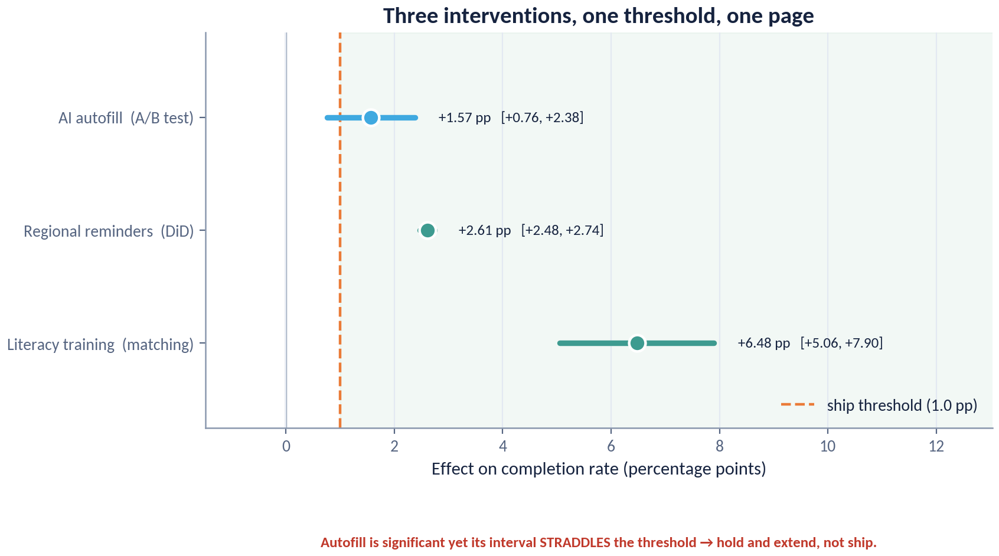 Three interventions, one threshold, one page
AI autofill (A/B test)
+1.57 pp [+0.76, +2.38]
Regional reminders (DiD)
+2.61 pp [+2.48, +2.74]
Literacy training (matching)
+6.48 pp [+5.06, +7.90]
ship threshold (1.0 pp)
0 2 4 6 8 10 12
Effect on completion rate (percentage points)
Autofill is significant yet its interval STRADDLES the threshold → hold and extend, not ship.